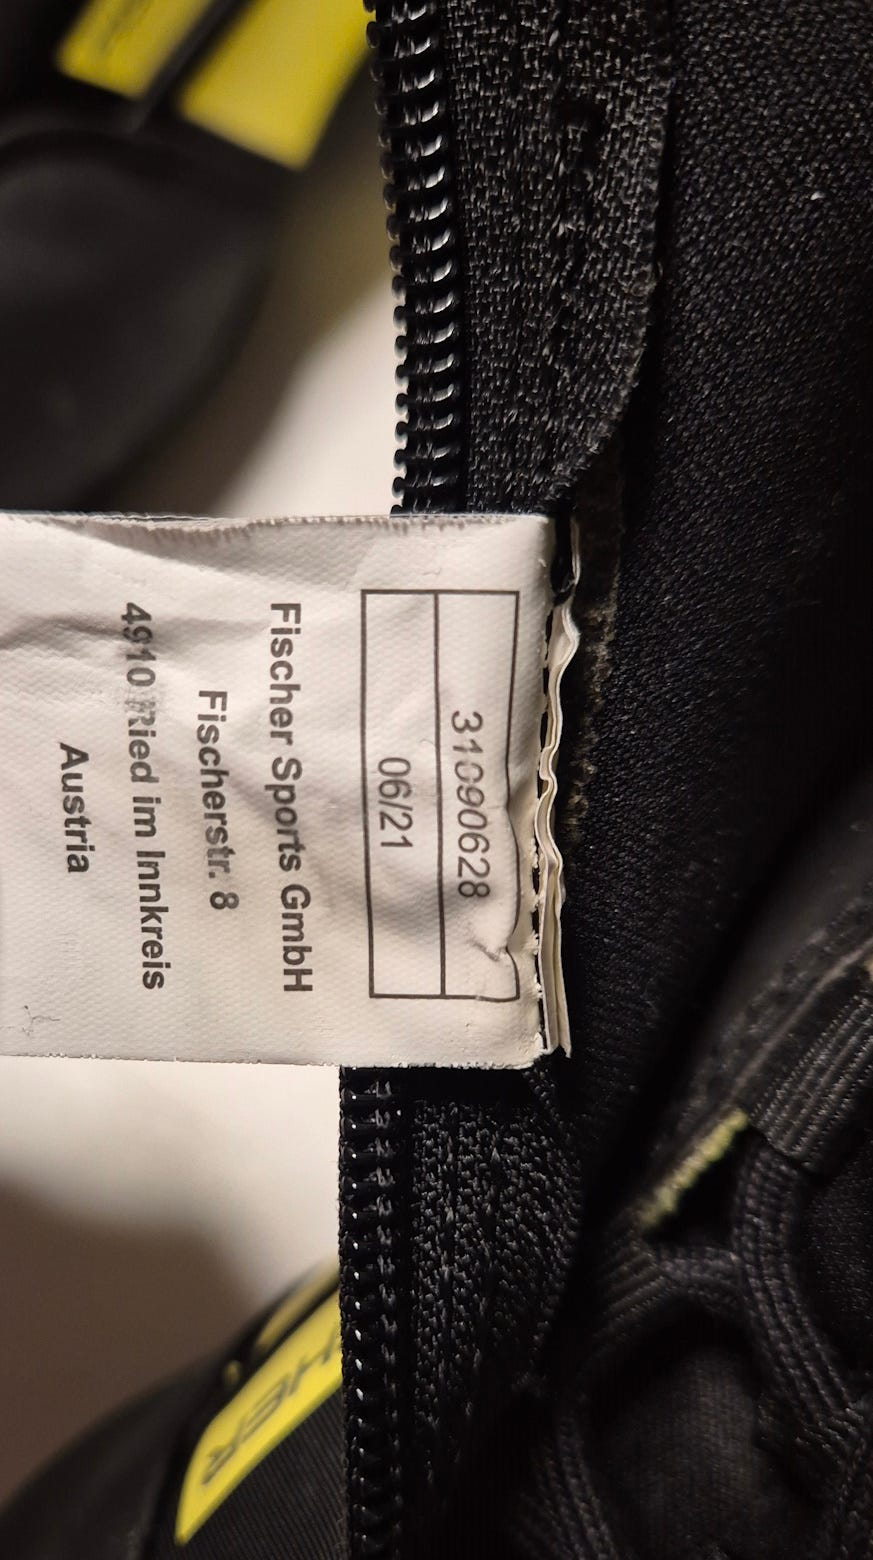 31090628
06/21
Fischer Sports GmbH
Fischerstr. 8
4910 Ried im Innkreis
Austria